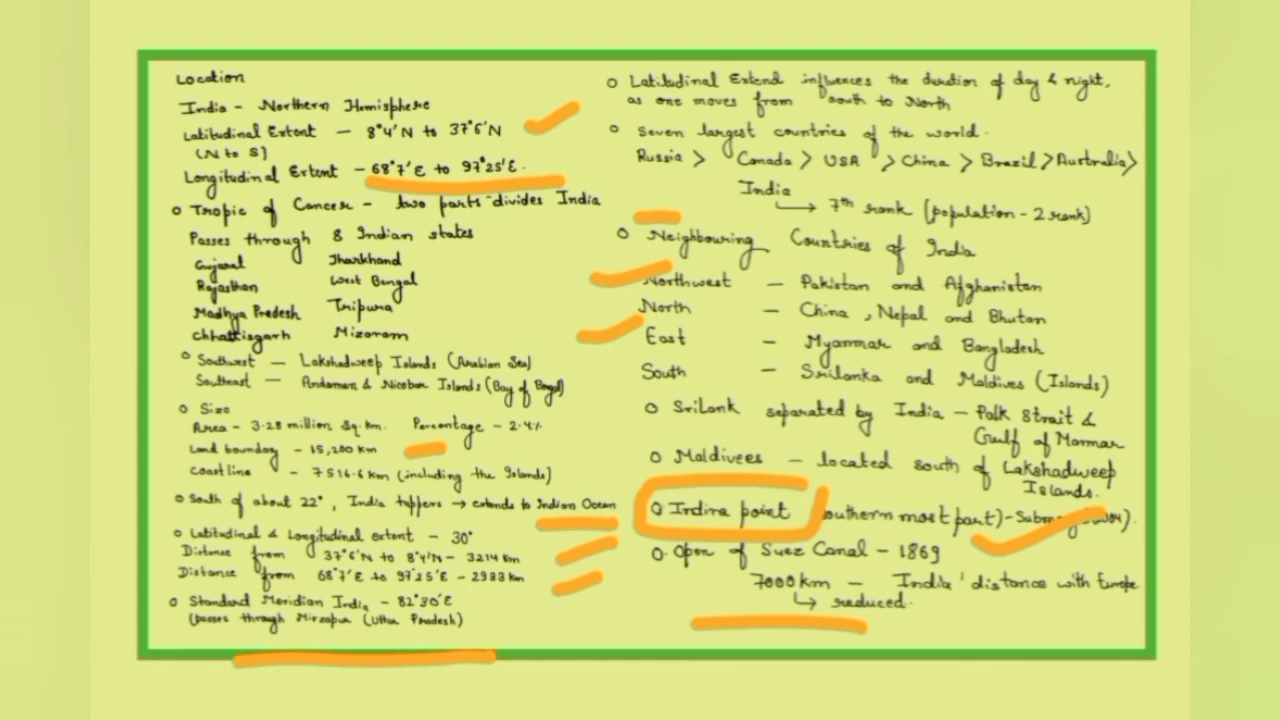 Location
India - Northern Hemisphere
Latitudinal Extent - 8°4'N to 37°6'N
(N to S)
Longitudinal Extent - 68°7'E to 97°25'E.
o Tropic of Cancer - two parts divides India
Passes through 8 Indian states
Gujarat Jharkhand
Rajasthan West Bengal
Madhya Pradesh Tripura
Chhattisgarh Mizoram
o Southwest - Lakshadweep Islands (Arabian Sea)
Southeast - Andaman & Nicobar Islands (Bay of Bengal)
o Size
Area - 3.28 million Sq.km. Percentage - 2.4%
Land boundary - 15,200 km
Coastline - 7516.6 km (including the Islands)
o South of about 22°, India tappers → extends to Indian Ocean
o Latitudinal & Longitudinal extent - 30°
Distance from 37°6'N to 8°4'N - 3214 km
Distance from 68°7'E to 97°25'E - 2933 km
o Standard Meridian India - 82°30'E
(passes through Mirzapur (Uttar Pradesh)
o Latitudinal Extend influences the duration of day & night,
as one moves from south to North
o Seven largest countries of the world.
Russia > Canada > USA > China > Brazil > Australia >
India
↳ 7th rank (population - 2 rank)
o Neighbouring Countries of India
Northwest - Pakistan and Afghanistan
North - China, Nepal and Bhutan
East - Myanmar and Bangladesh
South - Srilanka and Maldives (Islands)
o Srilank separated by India - Palk Strait &
Gulf of Mannar
o Maldivees - located south of Lakshadweep
Islands.
o Indira point southern most part) -
o Open of Suez Canal - 1869
7000 km - India' distance with Europe
↳ reduced.